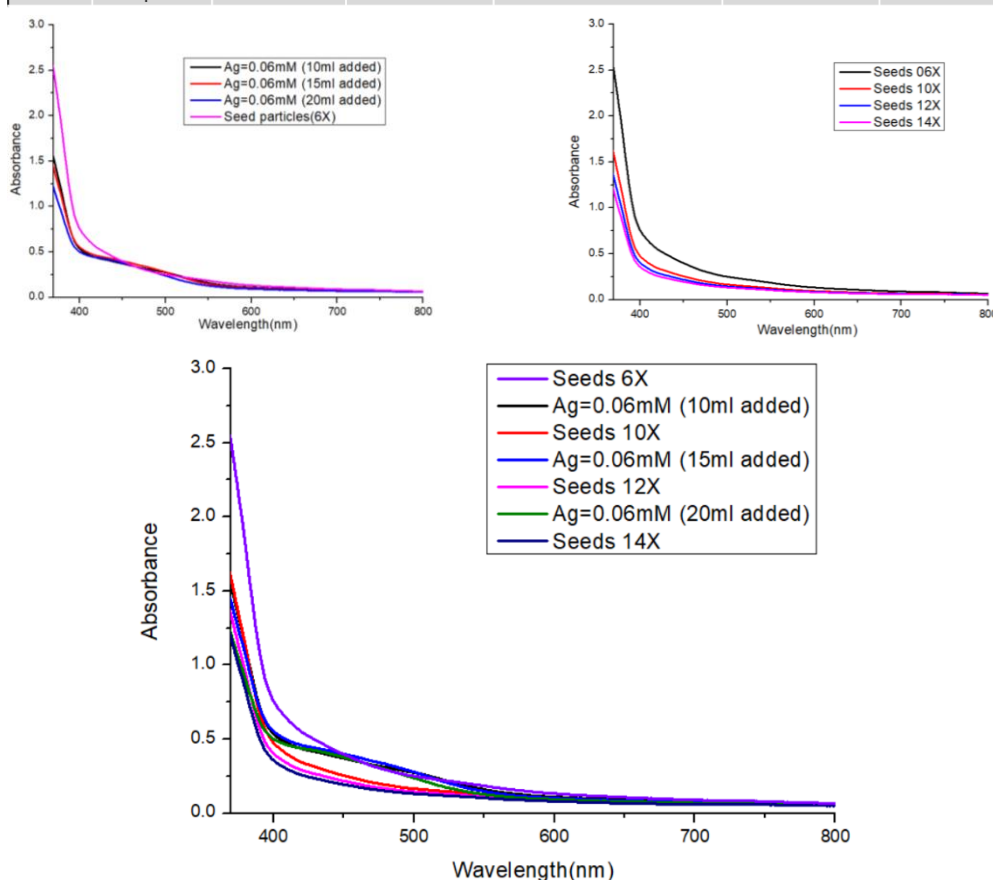 3.0
2.5
2.0
1.5
1.0
0.5
0.0
Absorbance
400 500 600 700 800
Wavelength(nm)
Ag=0.06mM (10ml added)
Ag=0.06mM (15ml added)
Ag=0.06mM (20ml added)
Seed particles(6X)
3.0
2.5
2.0
1.5
1.0
0.5
0.0
Absorbance
400 500 600 700 800
Wavelength(nm)
Seeds 06X
Seeds 10X
Seeds 12X
Seeds 14X
3.0
2.5
2.0
1.5
1.0
0.5
0.0
Absorbance
400 500 600 700 800
Wavelength(nm)
Seeds 6X
Ag=0.06mM (10ml added)
Seeds 10X
Ag=0.06mM (15ml added)
Seeds 12X
Ag=0.06mM (20ml added)
Seeds 14X